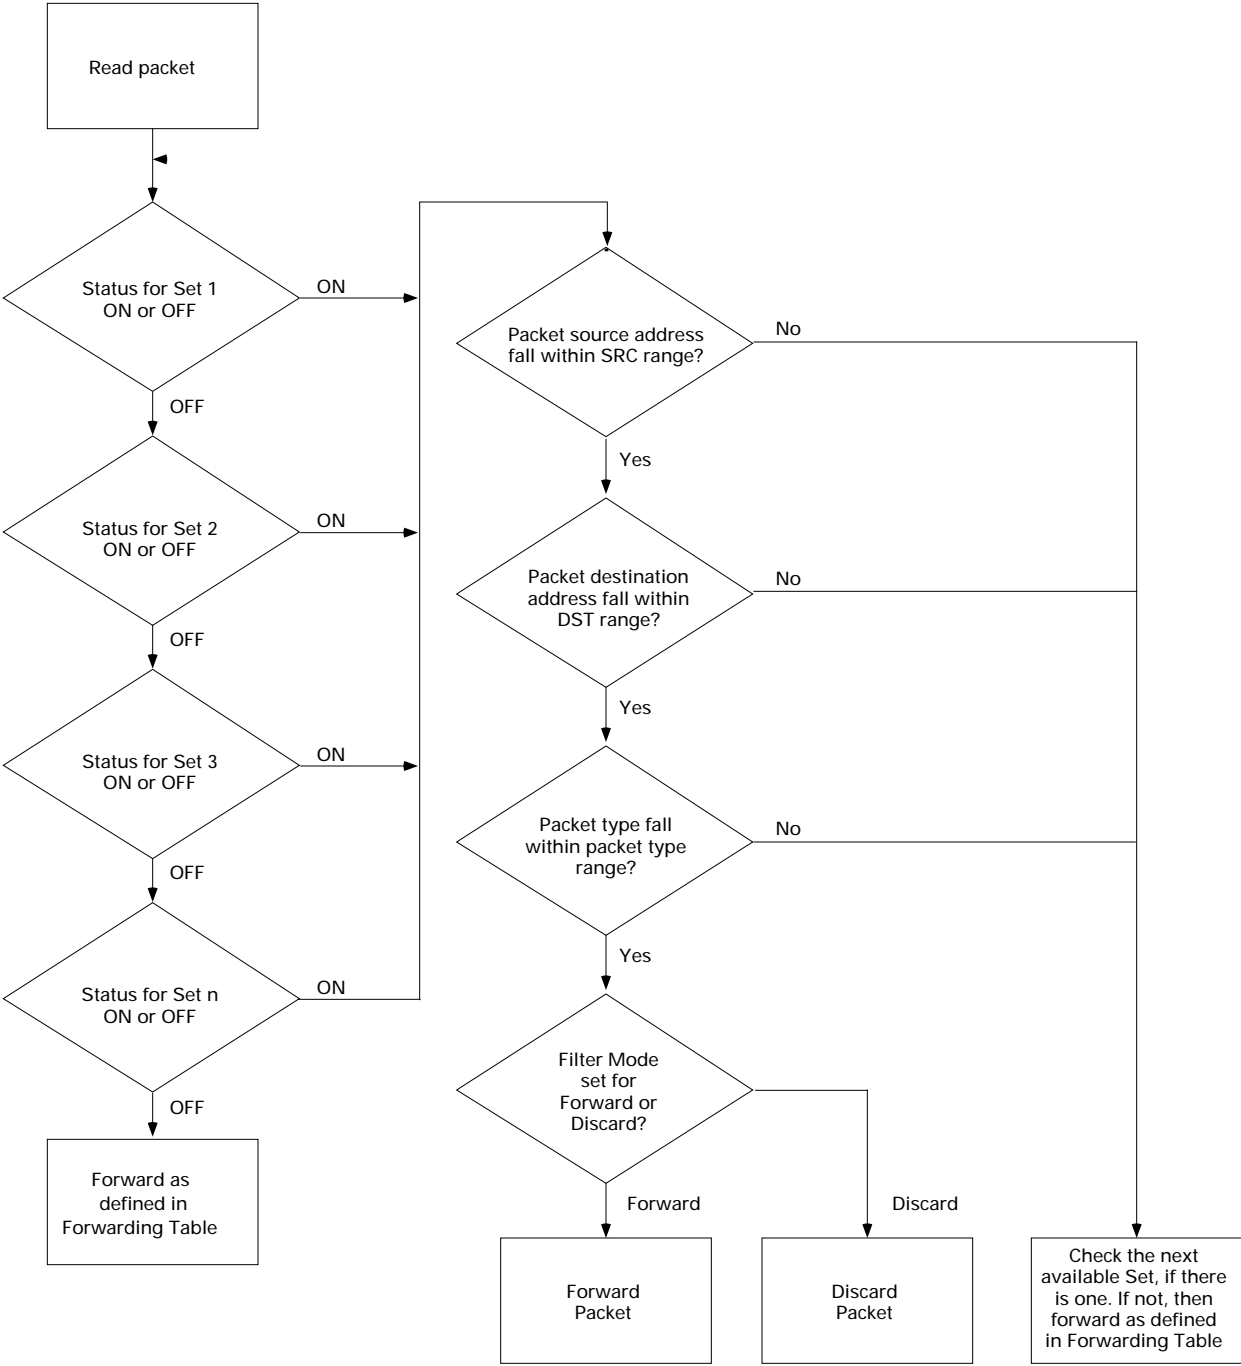 Read packet
Status for Set 1
ON or OFF
ON
OFF
Status for Set 2
ON or OFF
ON
OFF
Status for Set 3
ON or OFF
ON
OFF
Status for Set n
ON or OFF
ON
OFF
Forward as
defined in
Forwarding Table
Packet source address
fall within SRC range?
No
Yes
Packet destination
address fall within
DST range?
No
Yes
Packet type fall
within packet type
range?
No
Yes
Filter Mode
set for
Forward or
Discard?
Forward
Discard
Forward
Packet
Discard
Packet
Check the next
available Set, if there
is one. If not, then
forward as defined
in Forwarding Table